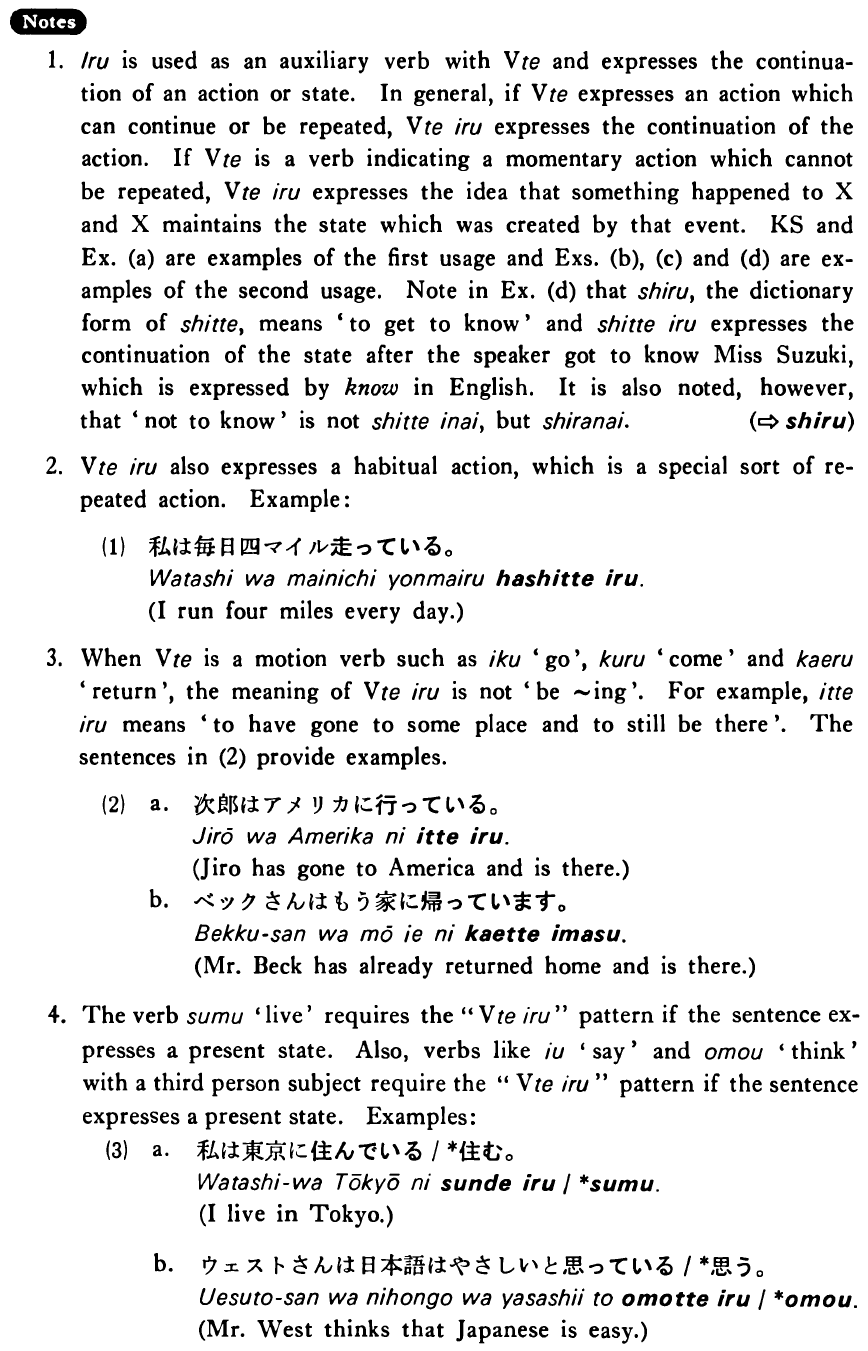 Notes
1. Iru is used as an auxiliary verb with Vte and expresses the continua-
tion of an action or state. In general, if Vte expresses an action which
can continue or be repeated, Vte iru expresses the continuation of the
action. If Vte is a verb indicating a momentary action which cannot
be repeated, Vte iru expresses the idea that something happened to X
and X maintains the state which was created by that event. KS and
Ex. (a) are examples of the first usage and Exs. (b), (c) and (d) are ex-
amples of the second usage. Note in Ex. (d) that shiru, the dictionary
form of shitte, means ‘to get to know’ and shitte iru expresses the
continuation of the state after the speaker got to know Miss Suzuki,
which is expressed by know in English. It is also noted, however,
that ‘not to know’ is not shitte inai, but shiranai. (⇨ shiru)
2. Vte iru also expresses a habitual action, which is a special sort of re-
peated action. Example:
(1) 私は毎日四マイル走っている。
Watashi wa mainichi yonmairu hashitte iru.
(I run four miles every day.)
3. When Vte is a motion verb such as iku ‘go’, kuru ‘come’ and kaeru
‘return’, the meaning of Vte iru is not ‘be ~ing’. For example, itte
iru means ‘to have gone to some place and to still be there’. The
sentences in (2) provide examples.
(2) a. 次郎はアメリカに行っている。
Jirō wa Amerika ni itte iru.
(Jiro has gone to America and is there.)
b. ベックさんはもう家に帰っています。
Bekku-san wa mō ie ni kaette imasu.
(Mr. Beck has already returned home and is there.)
4. The verb sumu ‘live’ requires the “Vte iru” pattern if the sentence ex-
presses a present state. Also, verbs like iu ‘say’ and omou ‘think’
with a third person subject require the “Vte iru” pattern if the sentence
expresses a present state. Examples:
(3) a. 私は東京に住んでいる / *住む。
Watashi-wa Tōkyō ni sunde iru / *sumu.
(I live in Tokyo.)
b. ウェストさんは日本語はやさしいと思っている / *思う。
Uesuto-san wa nihongo wa yasashii to omotte iru / *omou.
(Mr. West thinks that Japanese is easy.)